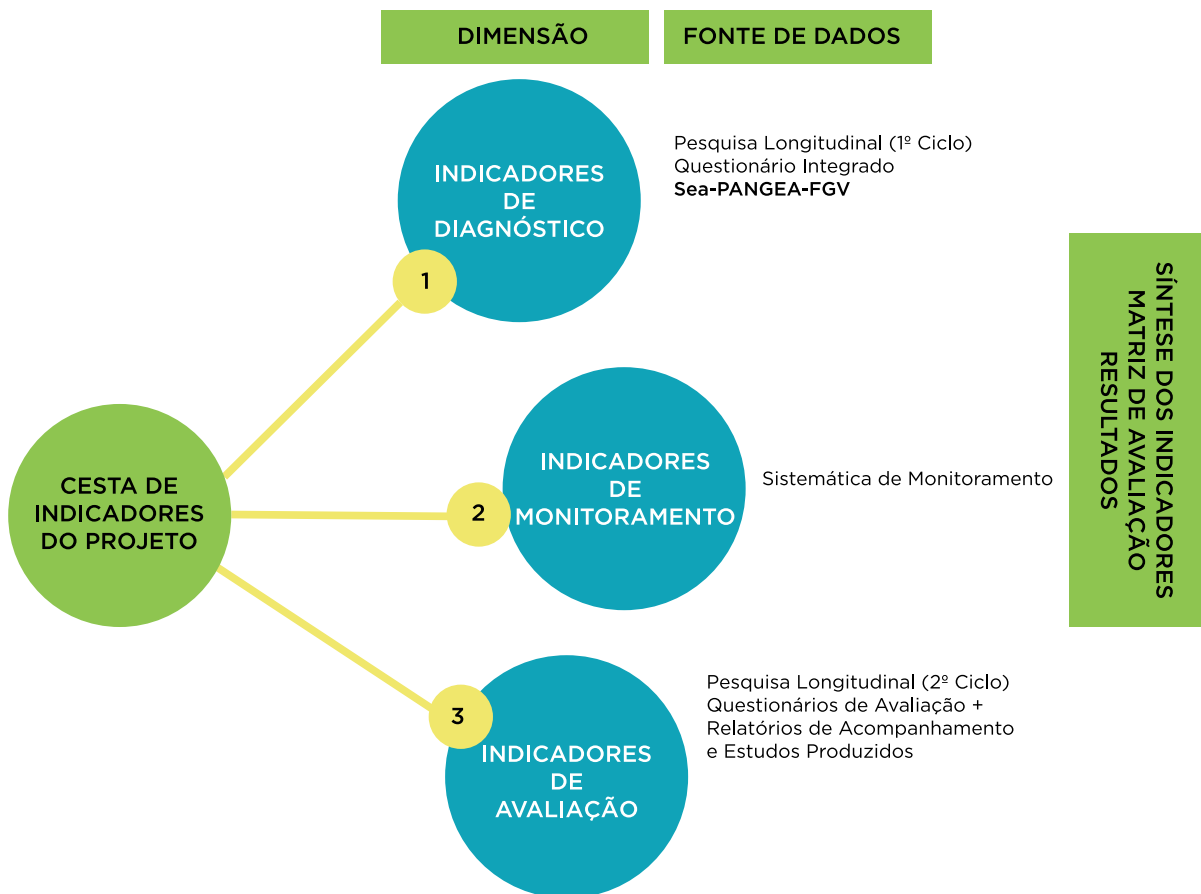 DIMENSÃO
FONTE DE DADOS
INDICADORES
DE
DIAGNÓSTICO
1
Pesquisa Longitudinal (1º Ciclo)
Questionário Integrado
Sea-PANGEA-FGV
CESTA DE
INDICADORES
DO PROJETO
INDICADORES
DE
MONITORAMENTO
2
Sistemática de Monitoramento
3
INDICADORES
DE
AVALIAÇÃO
Pesquisa Longitudinal (2º Ciclo)
Questionários de Avaliação +
Relatórios de Acompanhamento
e Estudos Produzidos
SÍNTESE DOS INDICADORES
MATRIZ DE AVALIAÇÃO
RESULTADOS